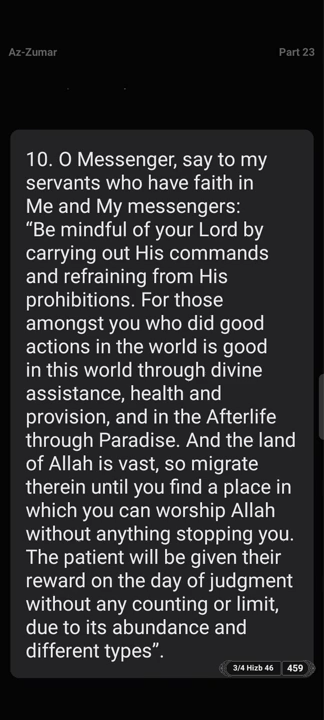 Az-Zumar
Part 23
10. O Messenger, say to my
servants who have faith in
Me and My messengers:
“Be mindful of your Lord by
carrying out His commands
and refraining from His
prohibitions. For those
amongst you who did good
actions in the world is good
in this world through divine
assistance, health and
provision, and in the Afterlife
through Paradise. And the land
of Allah is vast, so migrate
therein until you find a place in
which you can worship Allah
without anything stopping you.
The patient will be given their
reward on the day of judgment
without any counting or limit,
due to its abundance and
different types”.
3/4 Hizb 46
459